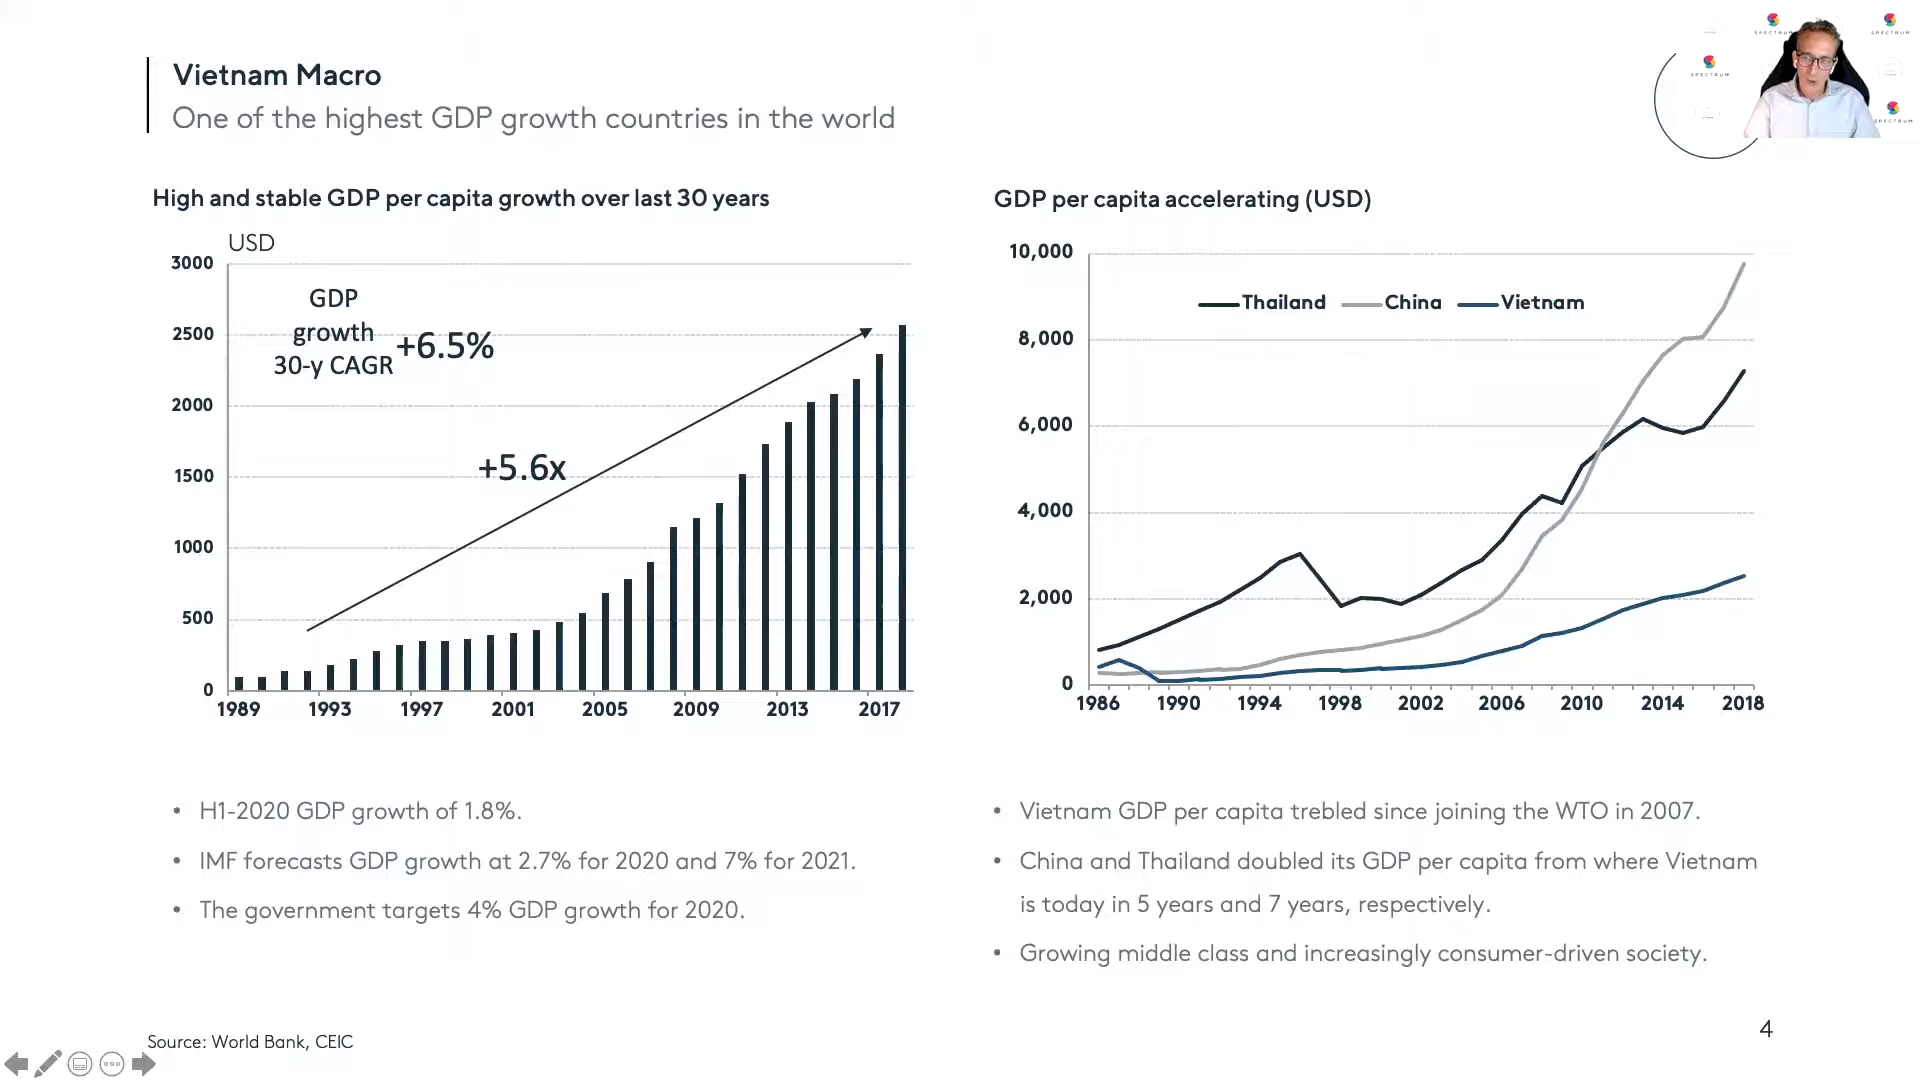 Vietnam Macro
One of the highest GDP growth countries in the world
SPECTRUM
SPECTRUM
SPECTRUM
SPECTRUM
High and stable GDP per capita growth over last 30 years
USD
3000
2500
2000
1500
1000
500
0
GDP
growth
30-y CAGR
+6.5%
+5.6x
1989 1993 1997 2001 2005 2009 2013 2017
GDP per capita accelerating (USD)
10,000
8,000
6,000
4,000
2,000
0
Thailand China Vietnam
1986 1990 1994 1998 2002 2006 2010 2014 2018
• H1-2020 GDP growth of 1.8%.
• IMF forecasts GDP growth at 2.7% for 2020 and 7% for 2021.
• The government targets 4% GDP growth for 2020.
• Vietnam GDP per capita trebled since joining the WTO in 2007.
• China and Thailand doubled its GDP per capita from where Vietnam
is today in 5 years and 7 years, respectively.
• Growing middle class and increasingly consumer-driven society.
Source: World Bank, CEIC
4